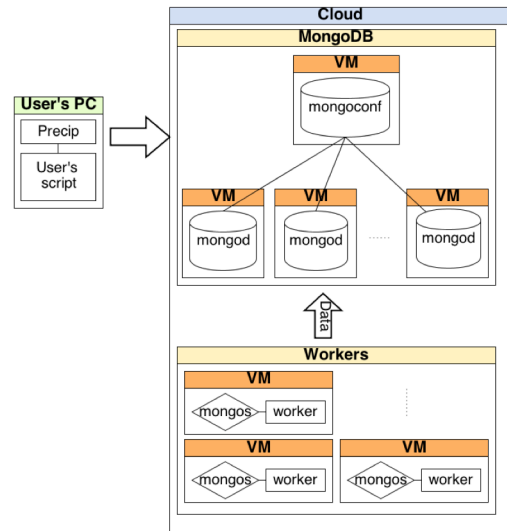 Cloud
MongoDB
VM
mongoconf
User's PC
Precip
User's
script
VM
VM
VM
mongod
mongod
mongod
Data
Workers
VM
mongos
worker
VM
VM
mongos
worker
mongos
worker